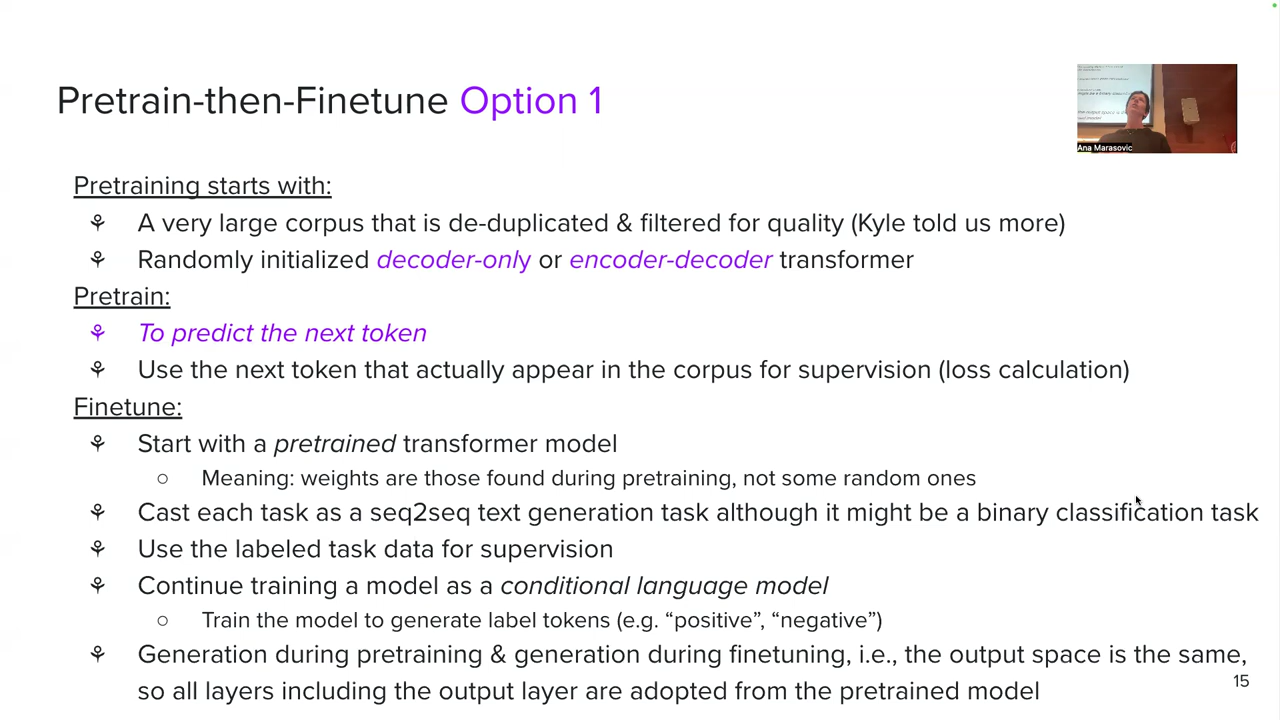 Pretrain-then-Finetune Option 1
Ana Marasovic
Pretraining starts with:
⚘ A very large corpus that is de-duplicated & filtered for quality (Kyle told us more)
⚘ Randomly initialized decoder-only or encoder-decoder transformer
Pretrain:
⚘ To predict the next token
⚘ Use the next token that actually appear in the corpus for supervision (loss calculation)
Finetune:
⚘ Start with a pretrained transformer model
○ Meaning: weights are those found during pretraining, not some random ones
⚘ Cast each task as a seq2seq text generation task although it might be a binary classification task
⚘ Use the labeled task data for supervision
⚘ Continue training a model as a conditional language model
○ Train the model to generate label tokens (e.g. “positive”, “negative”)
⚘ Generation during pretraining & generation during finetuning, i.e., the output space is the same,
so all layers including the output layer are adopted from the pretrained model
15